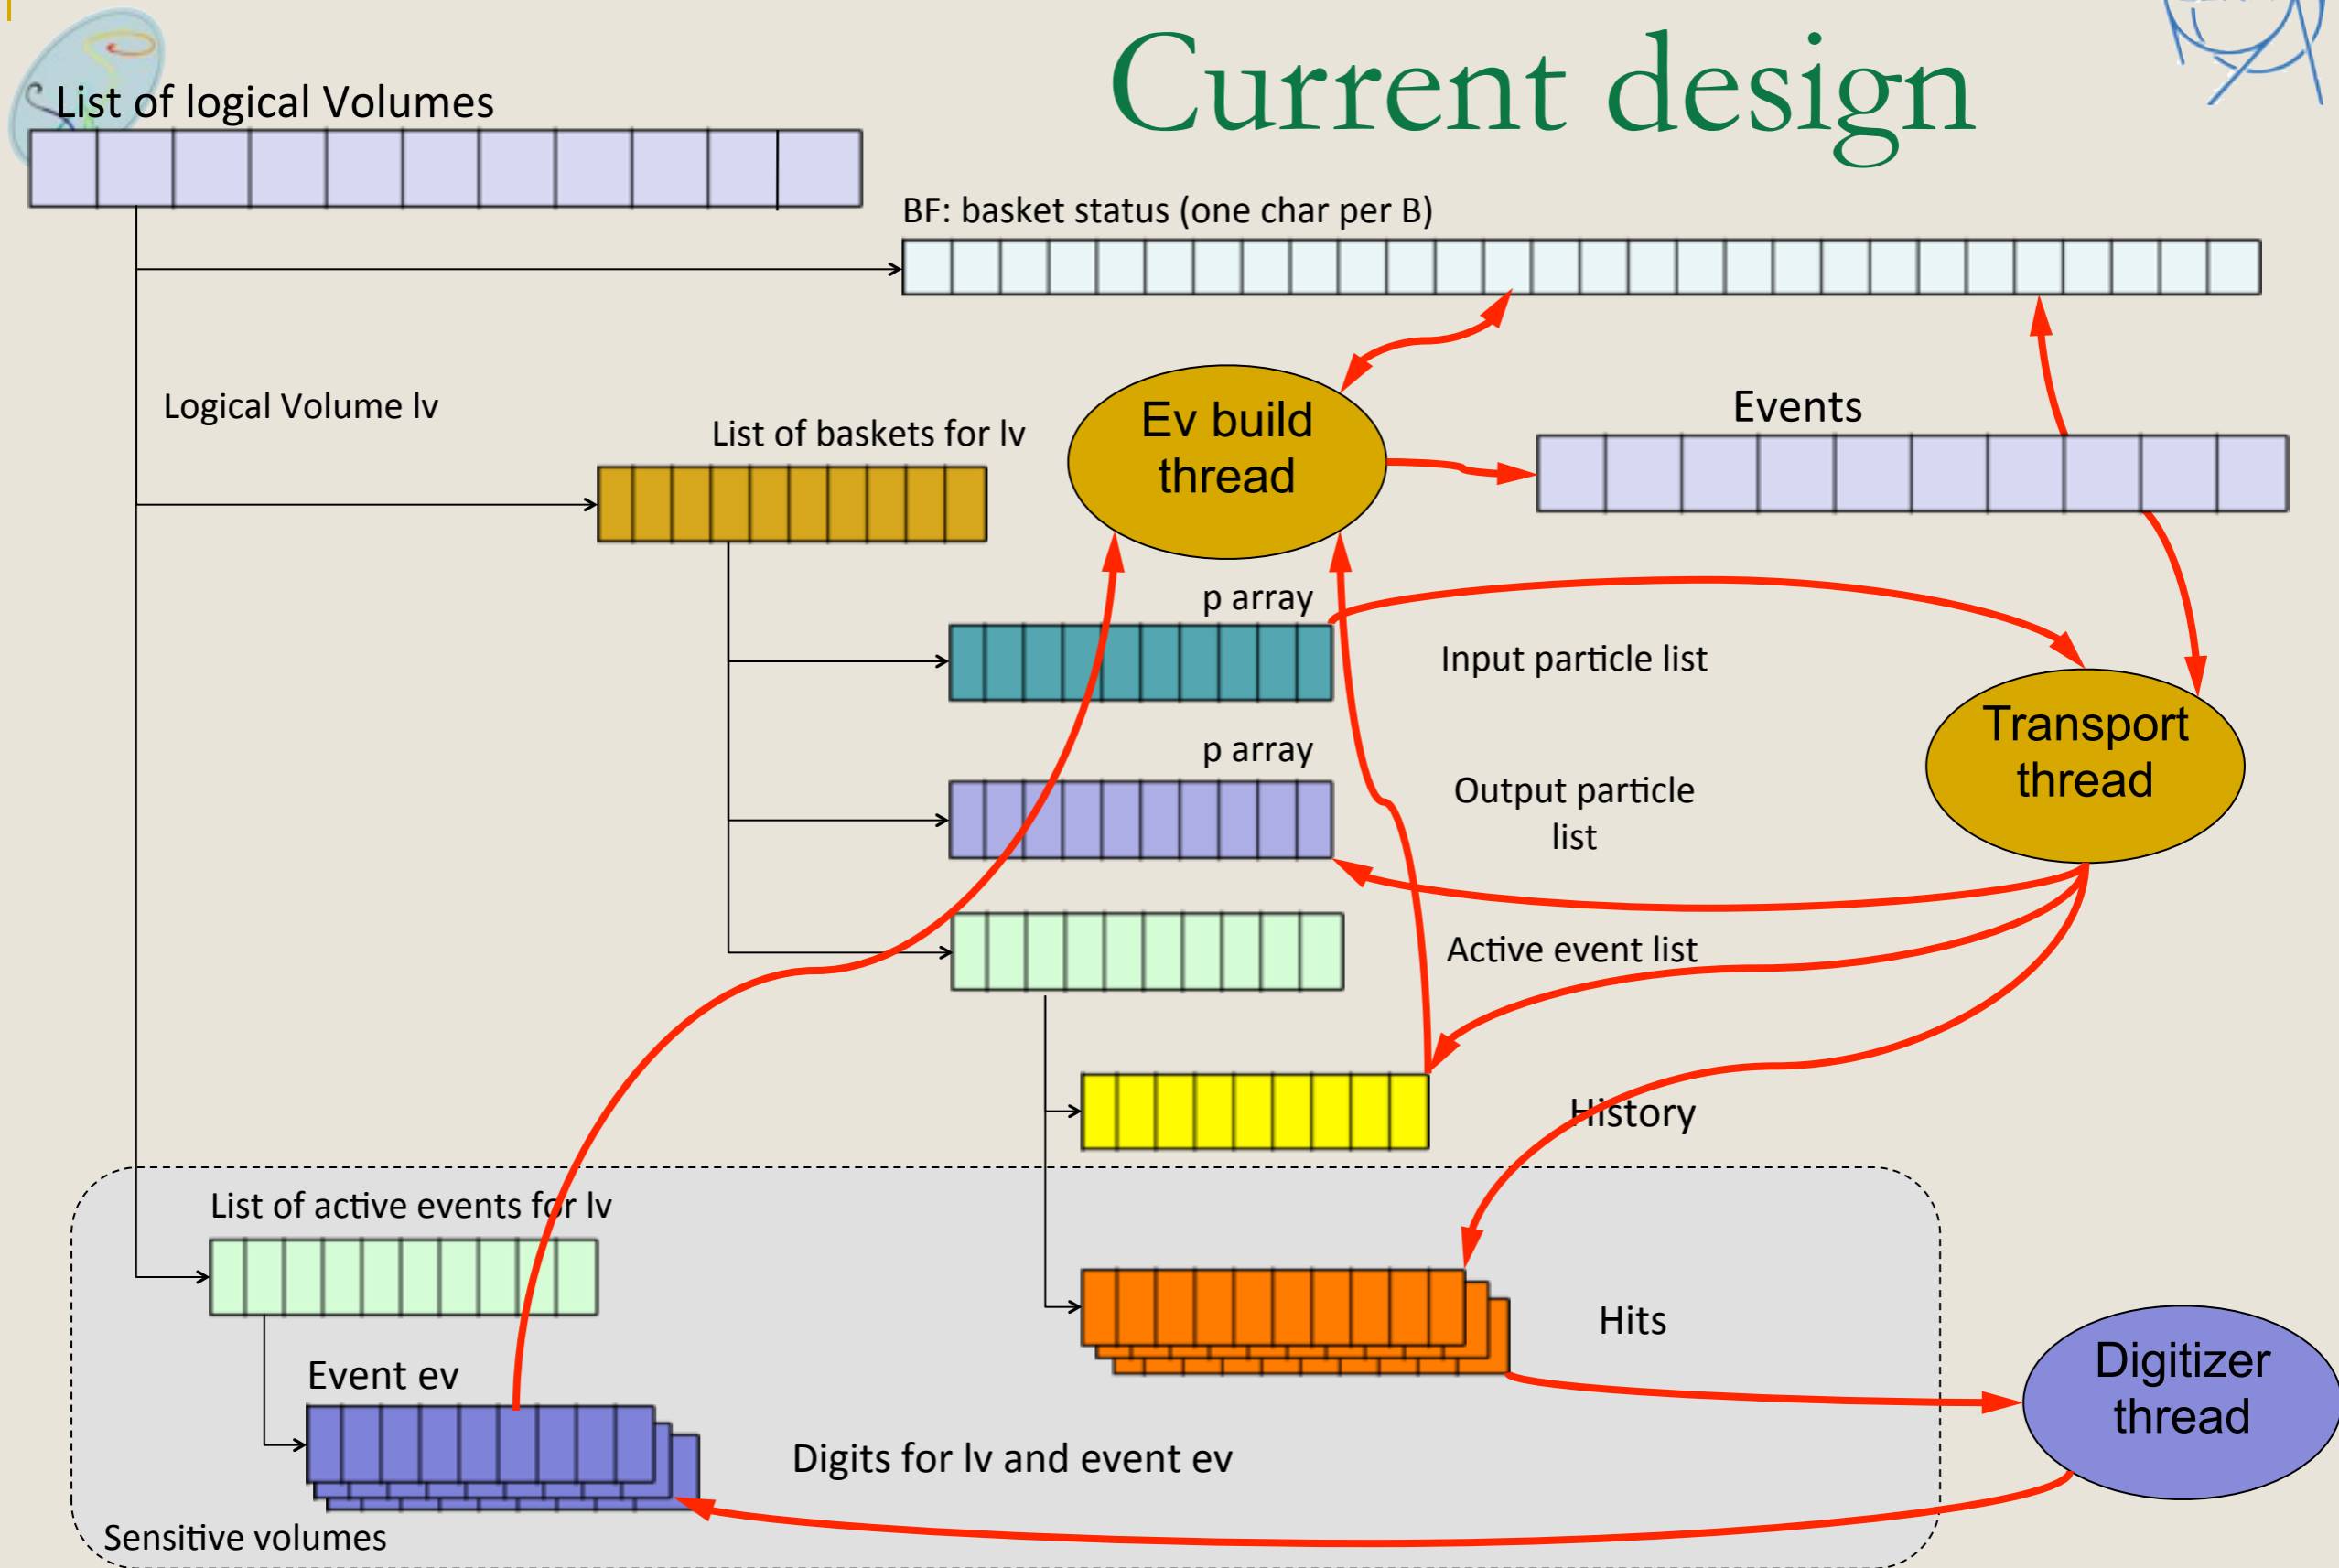 Current design
List of logical Volumes
BF: basket status (one char per B)
Logical Volume lv
List of baskets for lv
Ev build
thread
Events
p array
Input particle list
Transport
thread
p array
Output particle
list
Active event list
History
List of active events for lv
Hits
Event ev
Digitizer
thread
Digits for lv and event ev
Sensitive volumes